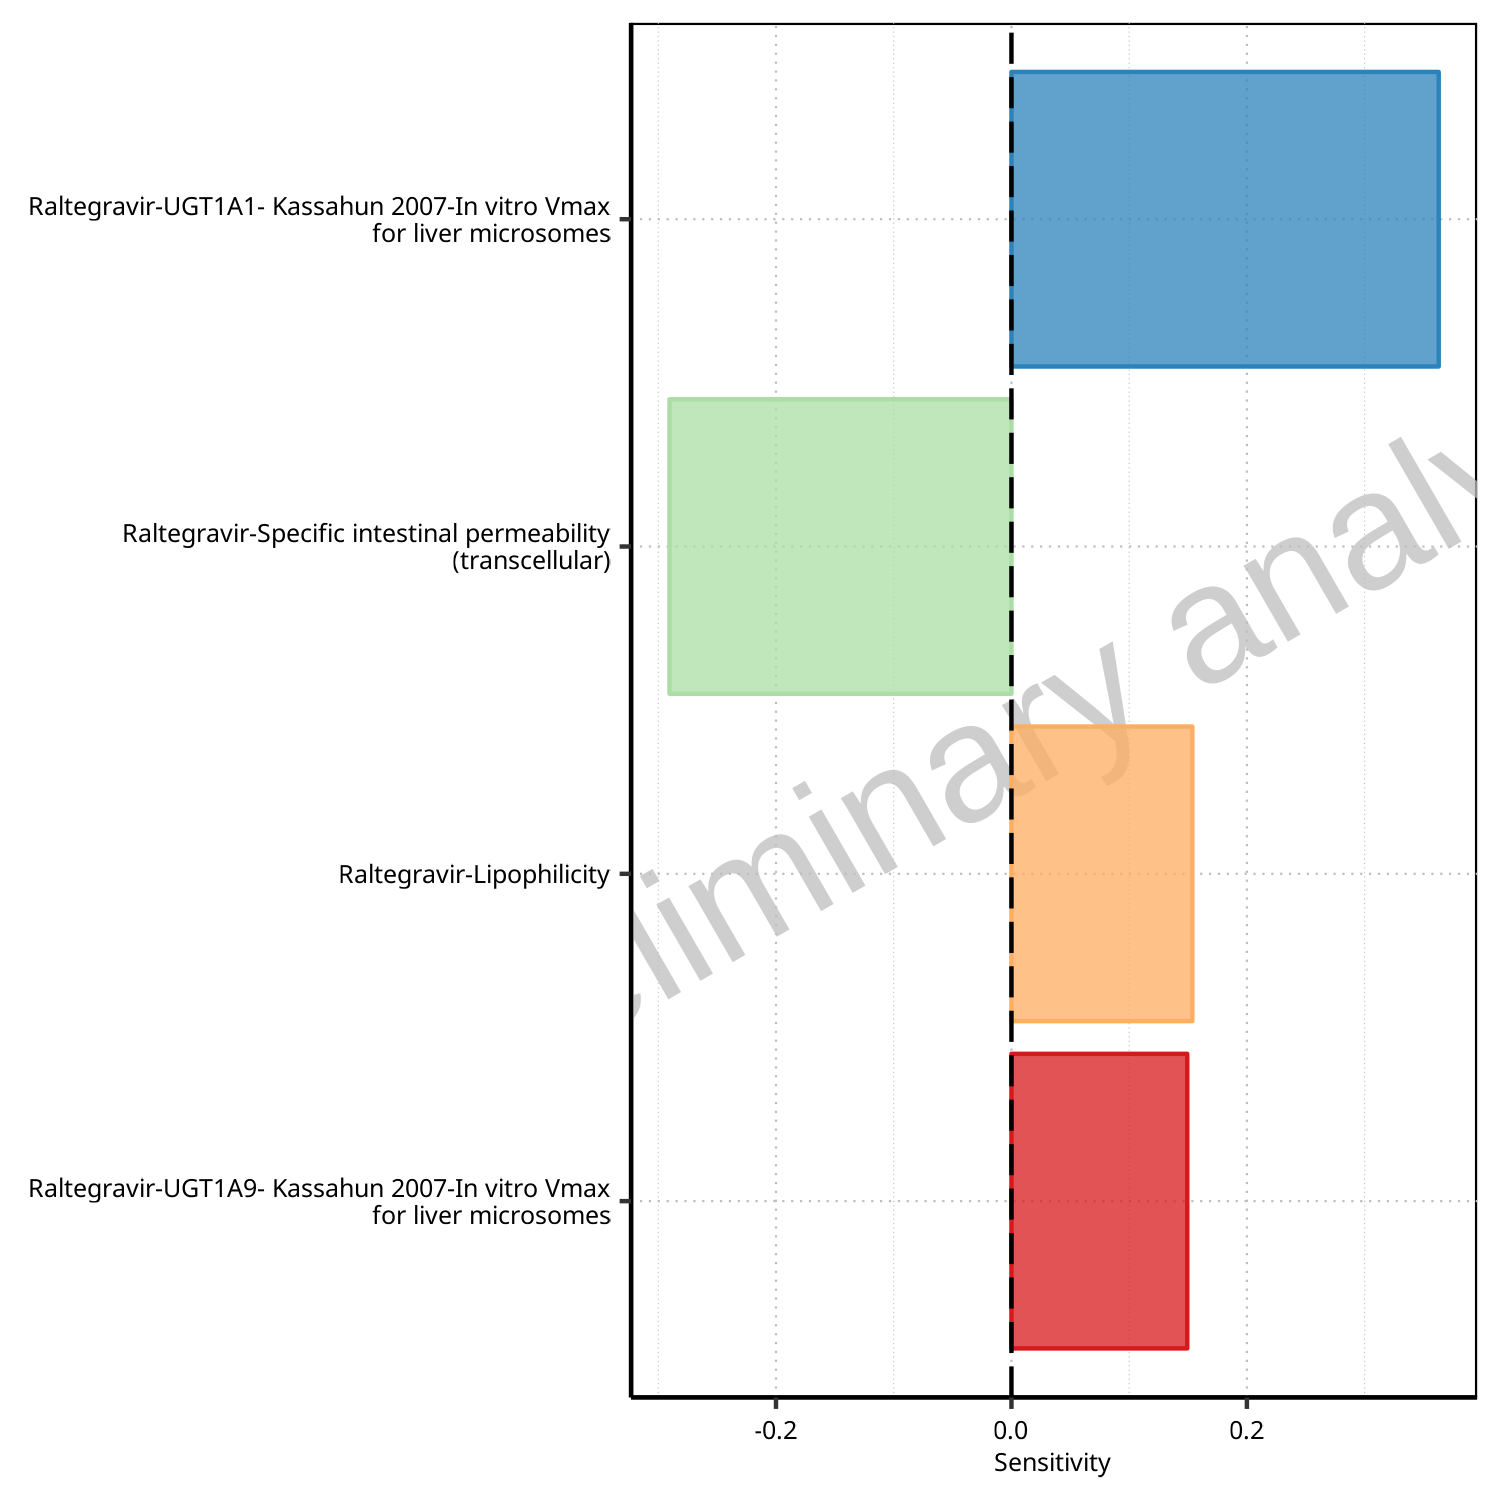 Raltegravir-UGT1A1- Kassahun 2007-In vitro Vmax
for liver microsomes
Raltegravir-Specific intestinal permeability
(transcellular)
Raltegravir-Lipophilicity
Raltegravir-UGT1A9- Kassahun 2007-In vitro Vmax
for liver microsomes
eliminary analy
-0.2
0.0
0.2
Sensitivity